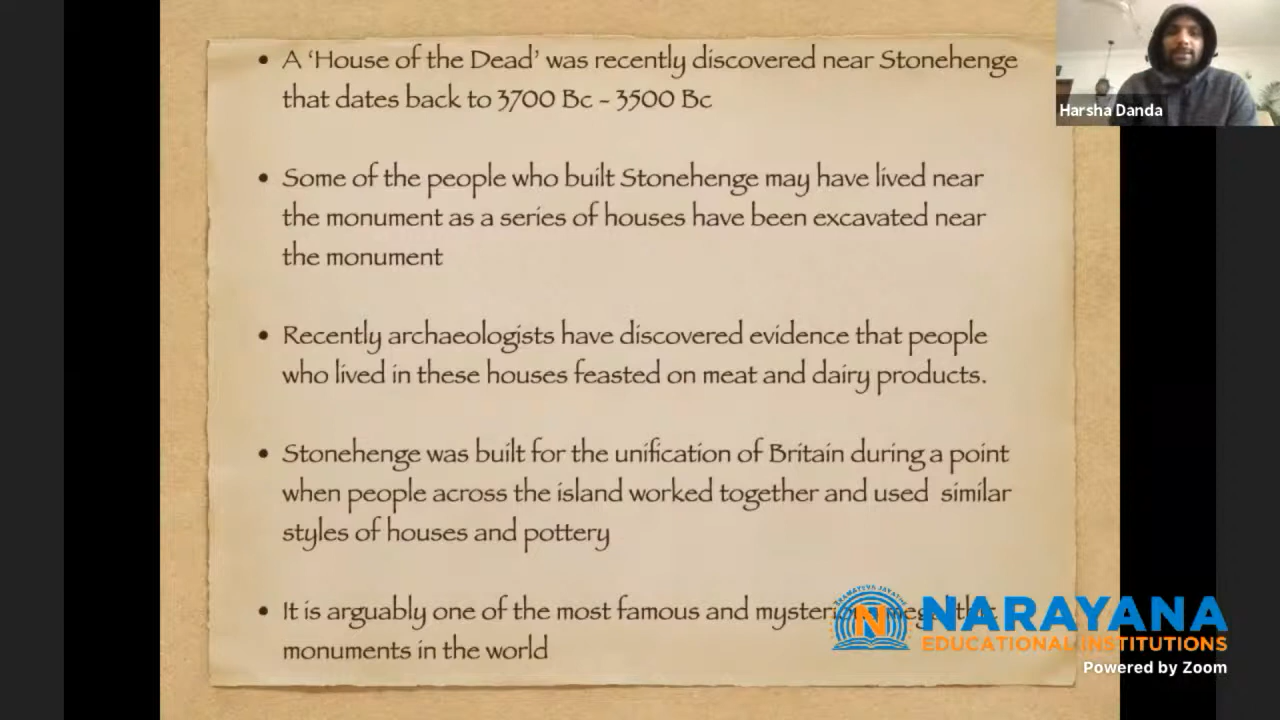 • A ‘House of the Dead’ was recently discovered near Stonehenge
that dates back to 3700 Bc - 3500 Bc
• Some of the people who built Stonehenge may have lived near
the monument as a series of houses have been excavated near
the monument
• Recently archaeologists have discovered evidence that people
who lived in these houses feasted on meat and dairy products.
• Stonehenge was built for the unification of Britain during a point
when people across the island worked together and used similar
styles of houses and pottery
• It is arguably one of the most famous and
monuments in the world
Harsha Danda
N
NARAYANA
EDUCATIONAL INSTITUTIONS
Powered by Zoom